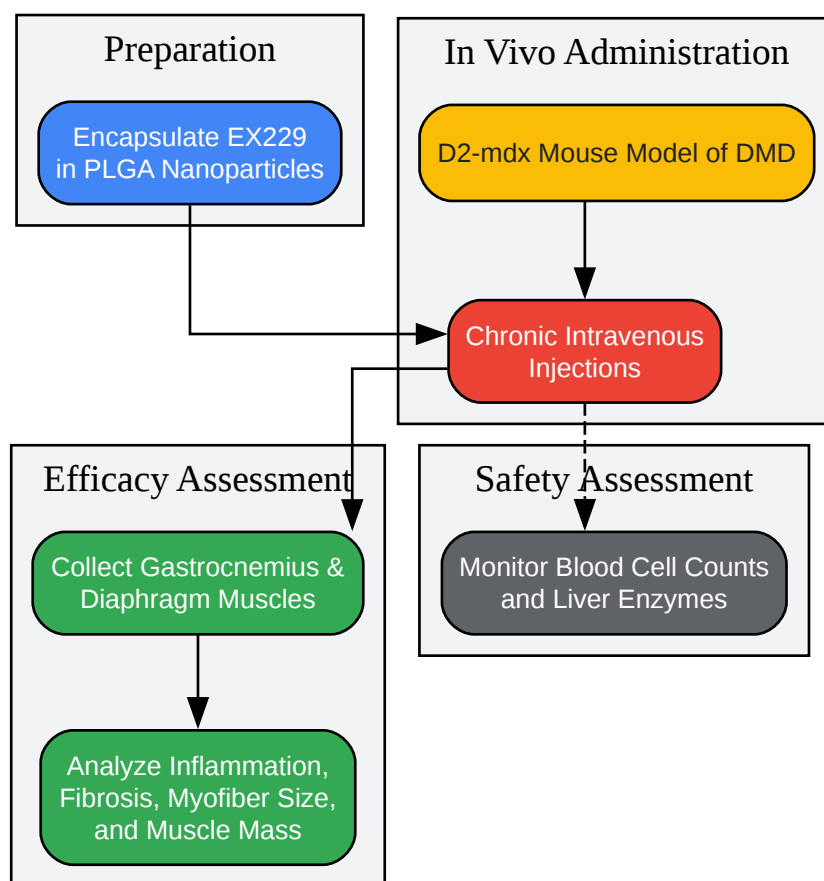 Preparation
Encapsulate EX229
in PLGA Nanoparticles
In Vivo Administration
D2-mdx Mouse Model of DMD
Chronic Intravenous
Injections
Efficacy Assessment
Collect Gastrocnemius &
Diaphragm Muscles
Analyze Inflammation,
Fibrosis, Myofiber Size,
and Muscle Mass
Safety Assessment
Monitor Blood Cell Counts
and Liver Enzymes